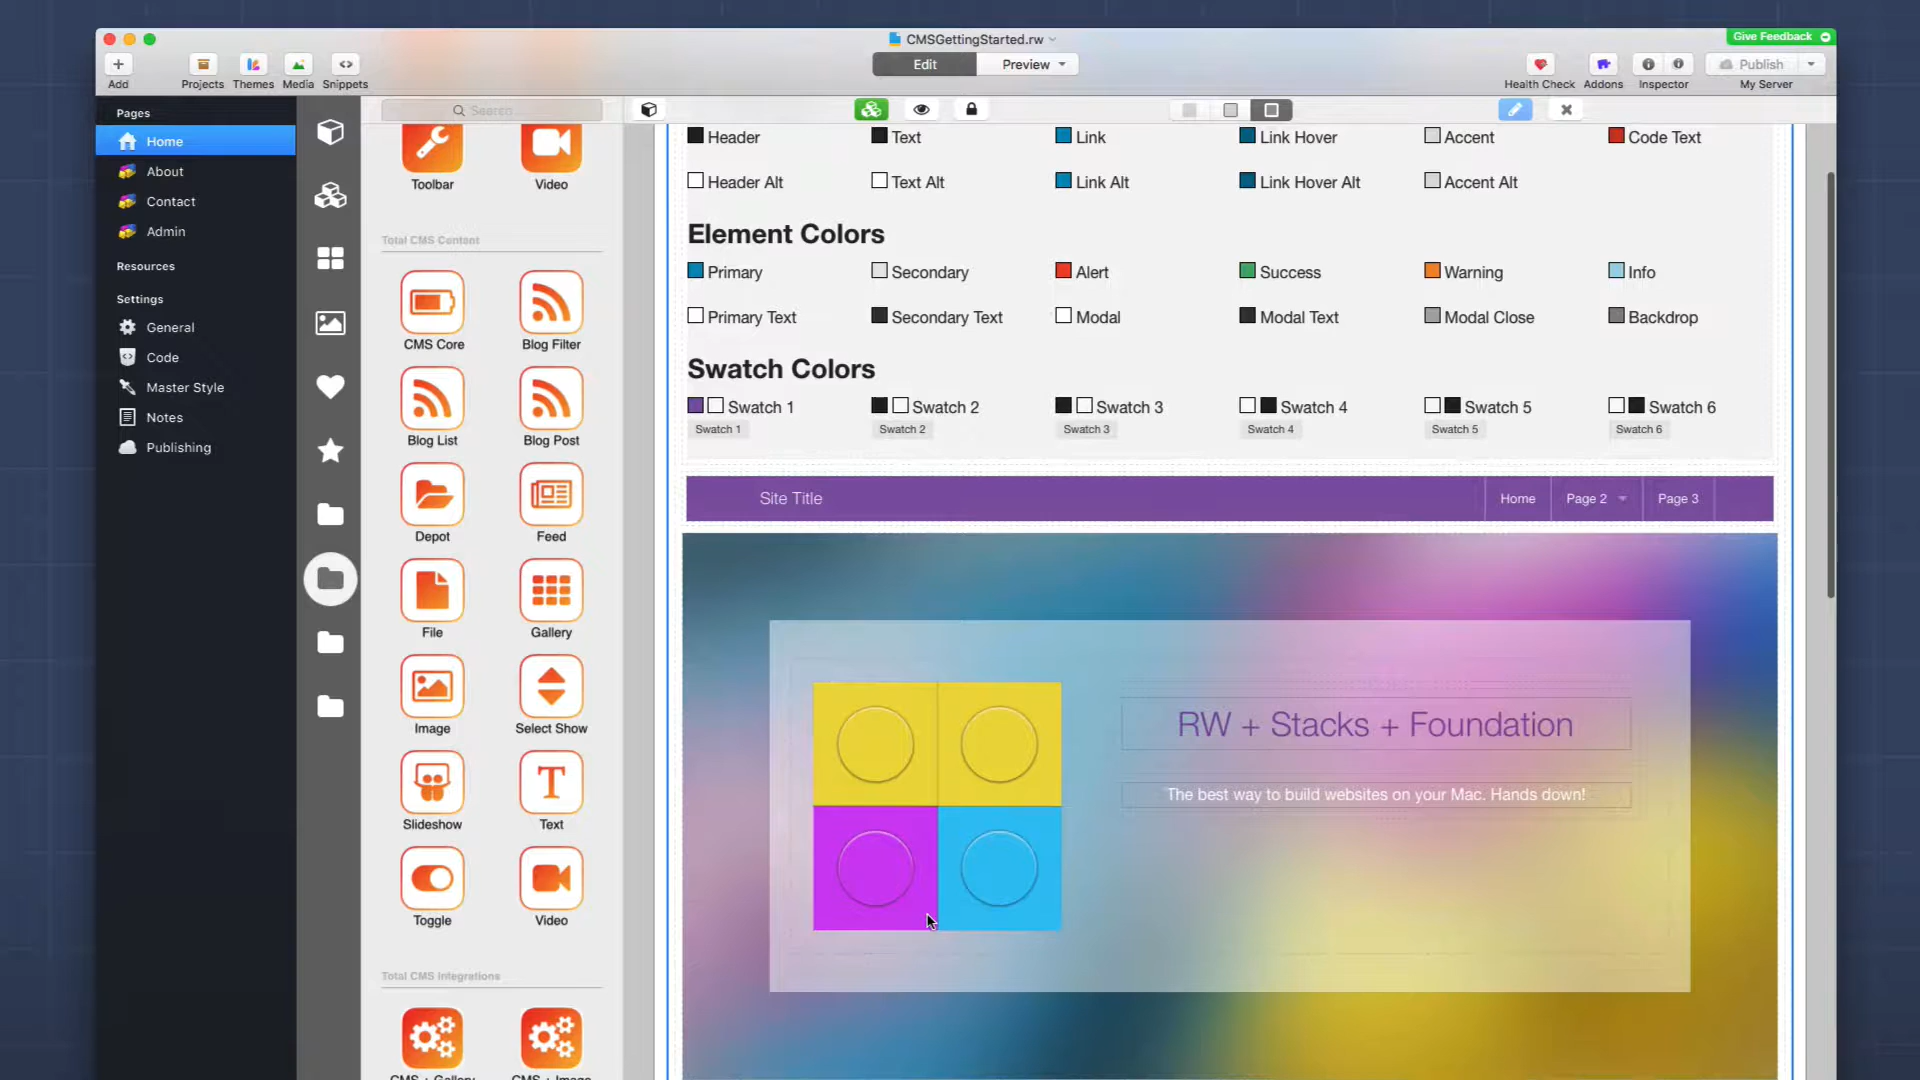 CMSGettingStarted.rw
Give Feedback
Edit
Preview
Add
Projects
Themes
Media
Snippets
Health Check
Addons
Inspector
Publish
My Server
Search
Pages
Home
About
Contact
Admin
Resources
Settings
General
Code
Master Style
Notes
Publishing
Toolbar
Video
Total CMS Content
CMS Core
Blog Filter
Blog List
Blog Post
Depot
Feed
File
Gallery
Image
Select Show
Slideshow
Text
Toggle
Video
Total CMS Integrations
CMS + Gallery
CMS + Image
Header
Text
Link
Link Hover
Accent
Code Text
Header Alt
Text Alt
Link Alt
Link Hover Alt
Accent Alt
Element Colors
Primary
Secondary
Alert
Success
Warning
Info
Primary Text
Secondary Text
Modal
Modal Text
Modal Close
Backdrop
Swatch Colors
Swatch 1
Swatch 2
Swatch 3
Swatch 4
Swatch 5
Swatch 6
Swatch 1
Swatch 2
Swatch 3
Swatch 4
Swatch 5
Swatch 6
Site Title
Home
Page 2
Page 3
RW + Stacks + Foundation
The best way to build websites on your Mac. Hands down!